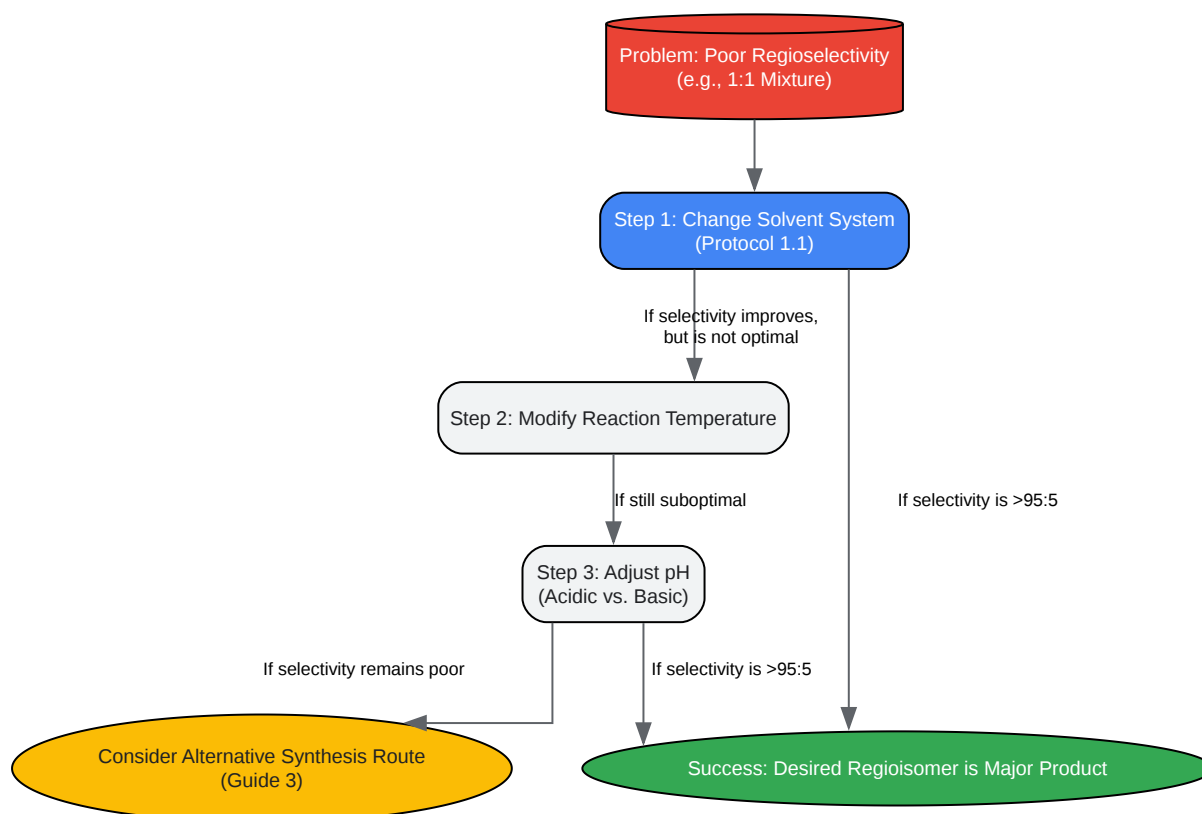 Problem: Poor Regioselectivity
(e.g., 1:1 Mixture)
Step 1: Change Solvent System
(Protocol 1.1)
If selectivity improves,
but is not optimal
Step 2: Modify Reaction Temperature
If still suboptimal
If selectivity is >95:5
Step 3: Adjust pH
(Acidic vs. Basic)
If selectivity remains poor
If selectivity is >95:5
Consider Alternative Synthesis Route
(Guide 3)
Success: Desired Regioisomer is Major Product